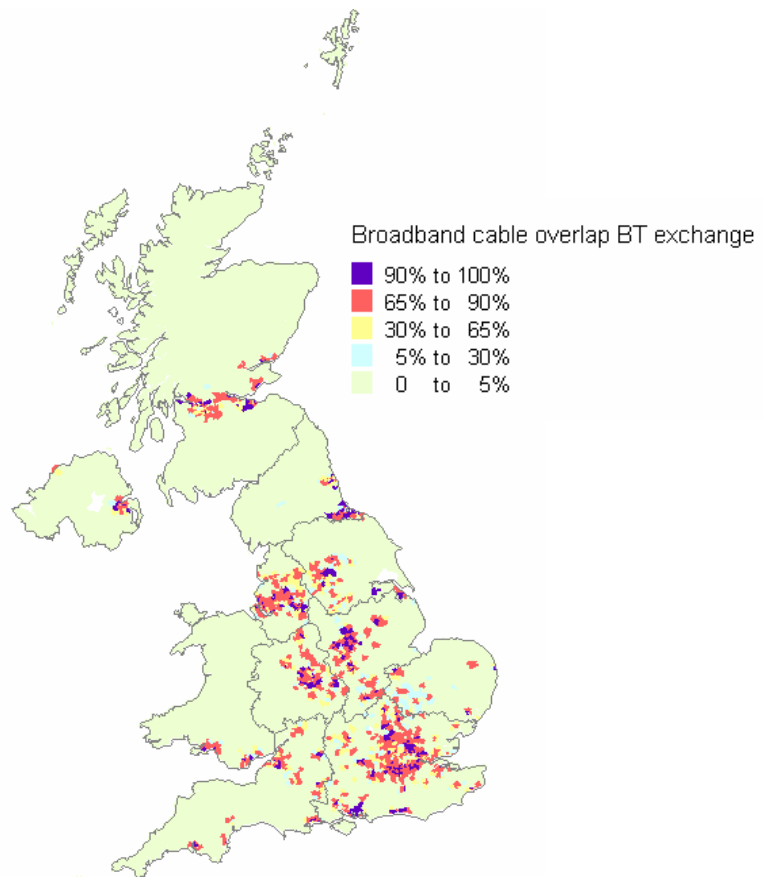 Broadband cable overlap BT exchange
90% to 100%
65% to 90%
30% to 65%
5% to 30%
0 to 5%